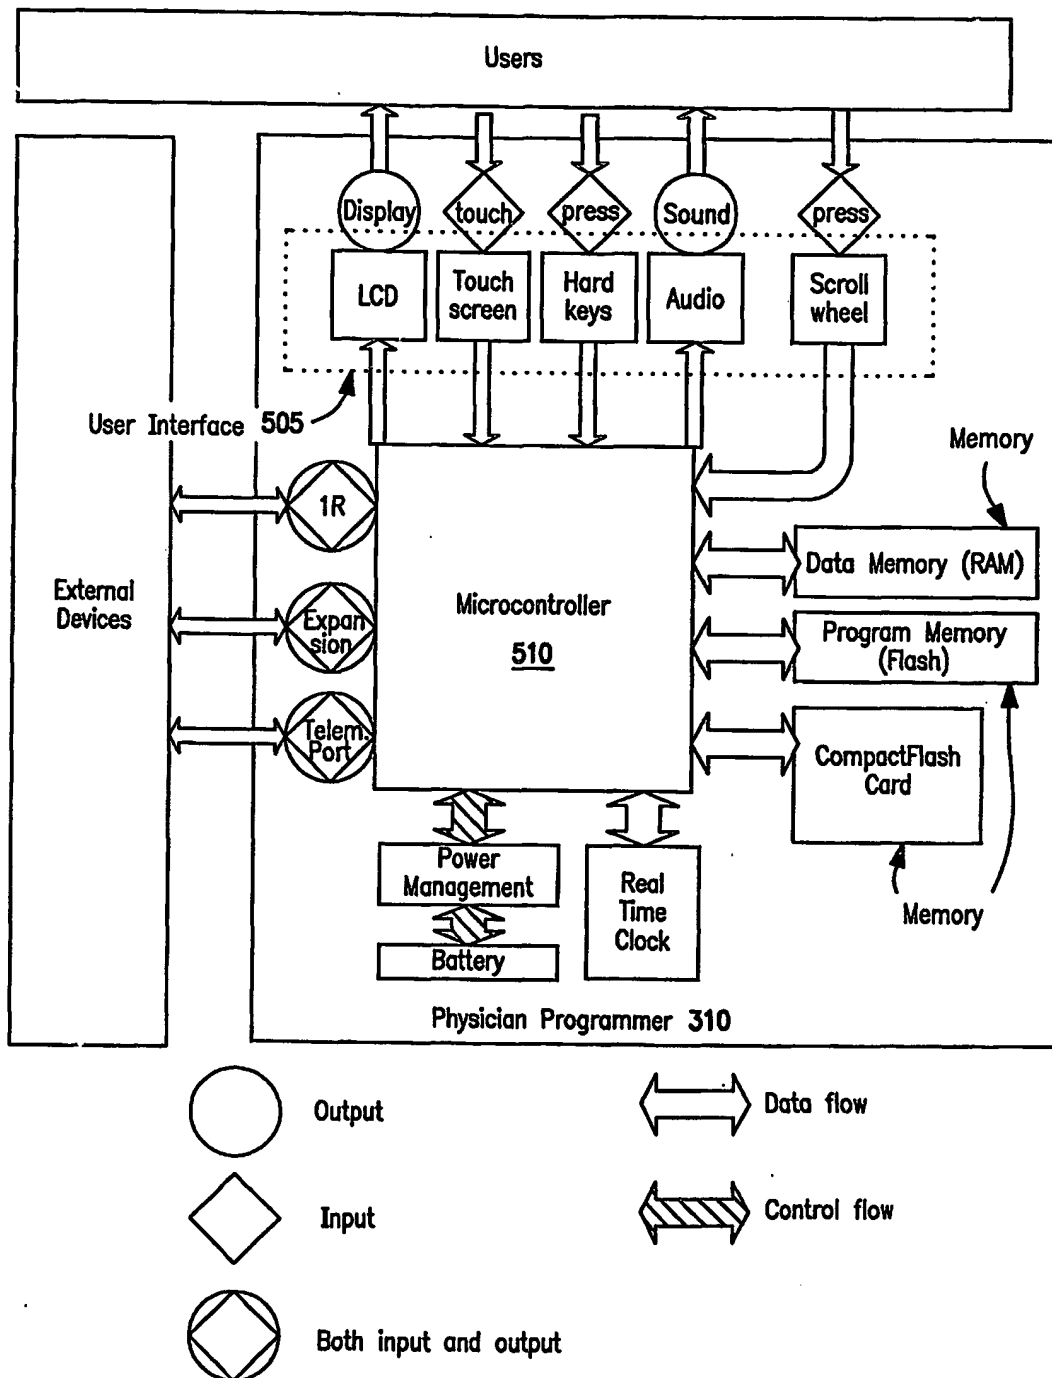 Users
Display
touch
press
Sound
press
LCD
Touch
screen
Hard
keys
Audio
Scroll
wheel
User Interface 505
Memory
1R
External
Devices
Expan
sion
Telem.
Port
Microcontroller
510
Data Memory (RAM)
Program Memory
(Flash)
CompactFlash
Card
Memory
Power
Management
Battery
Real
Time
Clock
Physician Programmer 310
Output
Data flow
Input
Control flow
Both input and output